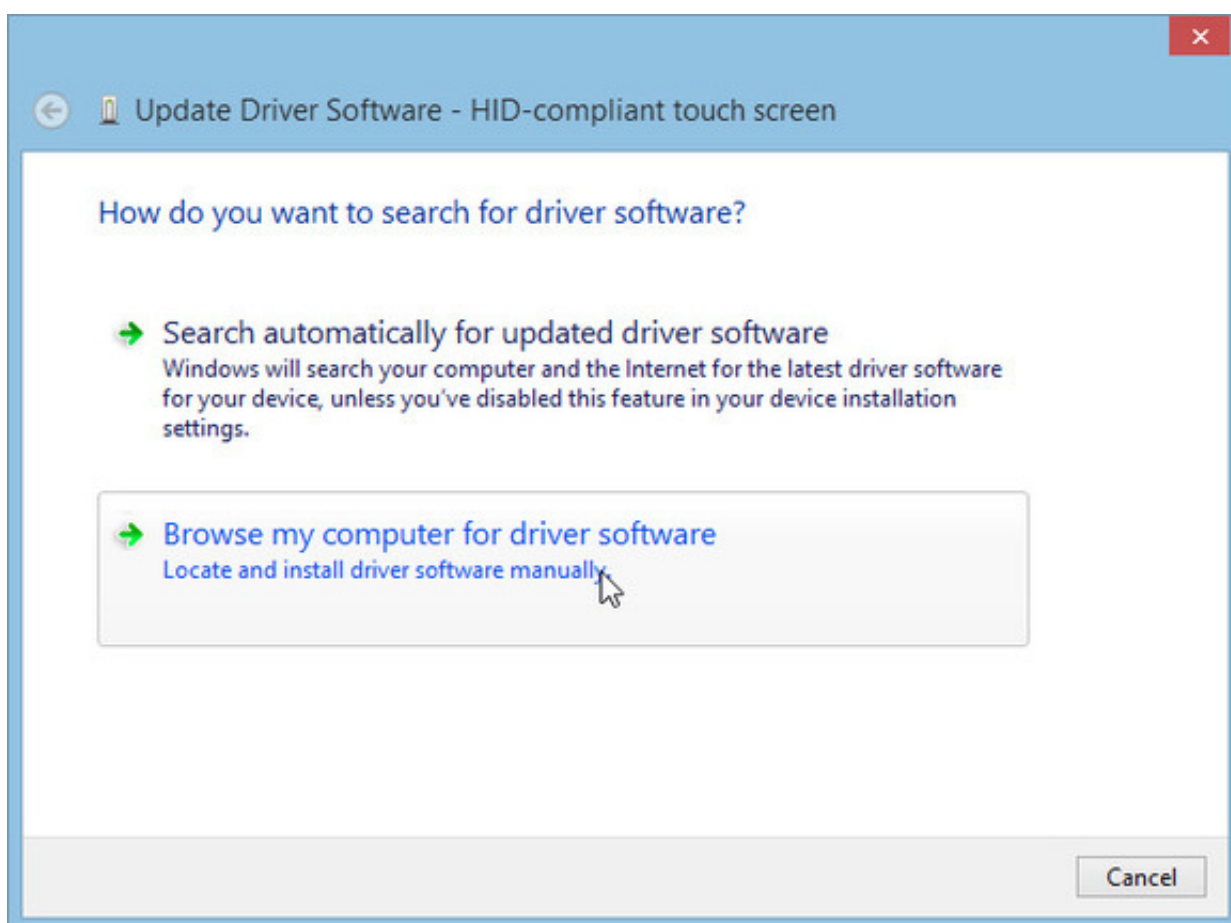 Update Driver Software - HID-compliant touch screen
How do you want to search for driver software?
Search automatically for updated driver software
Windows will search your computer and the Internet for the latest driver software
for your device, unless you've disabled this feature in your device installation
settings.
Browse my computer for driver software
Locate and install driver software manually.
Cancel